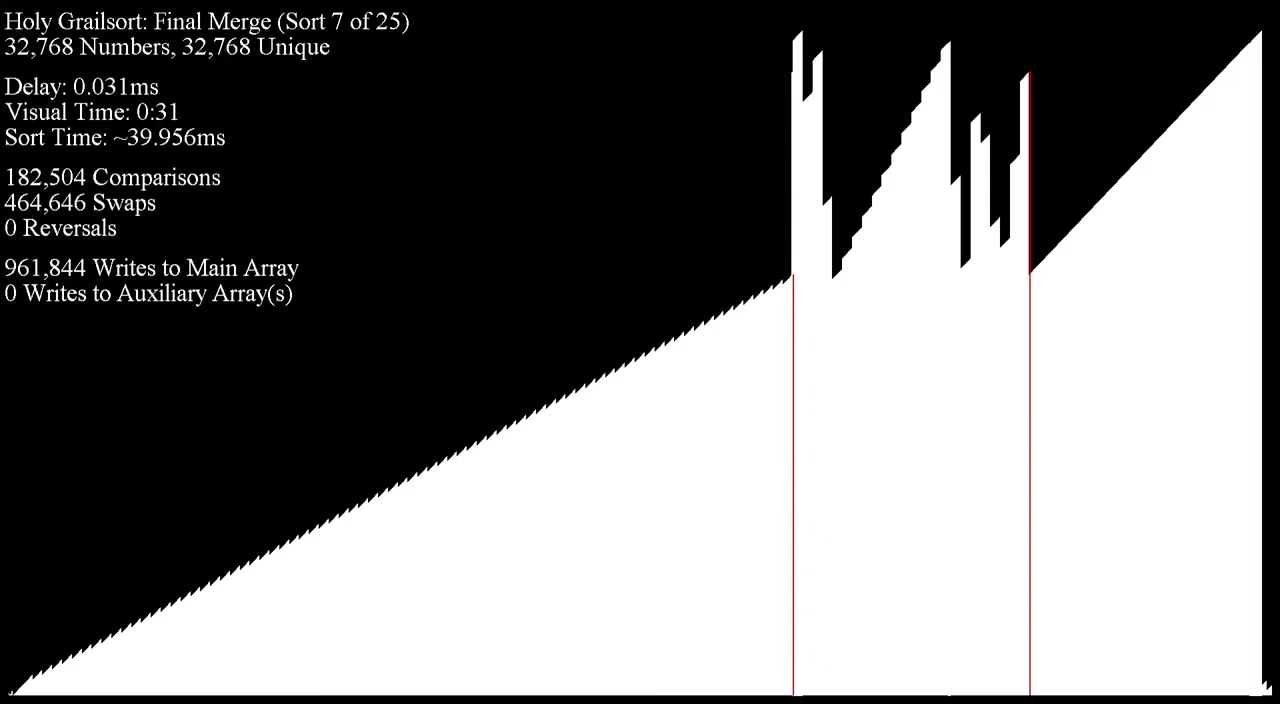 Holy Grailsort: Final Merge (Sort 7 of 25)
32,768 Numbers, 32,768 Unique
Delay: 0.031ms
Visual Time: 0:31
Sort Time: ~39.956ms
182,504 Comparisons
464,646 Swaps
0 Reversals
961,844 Writes to Main Array
0 Writes to Auxiliary Array(s)